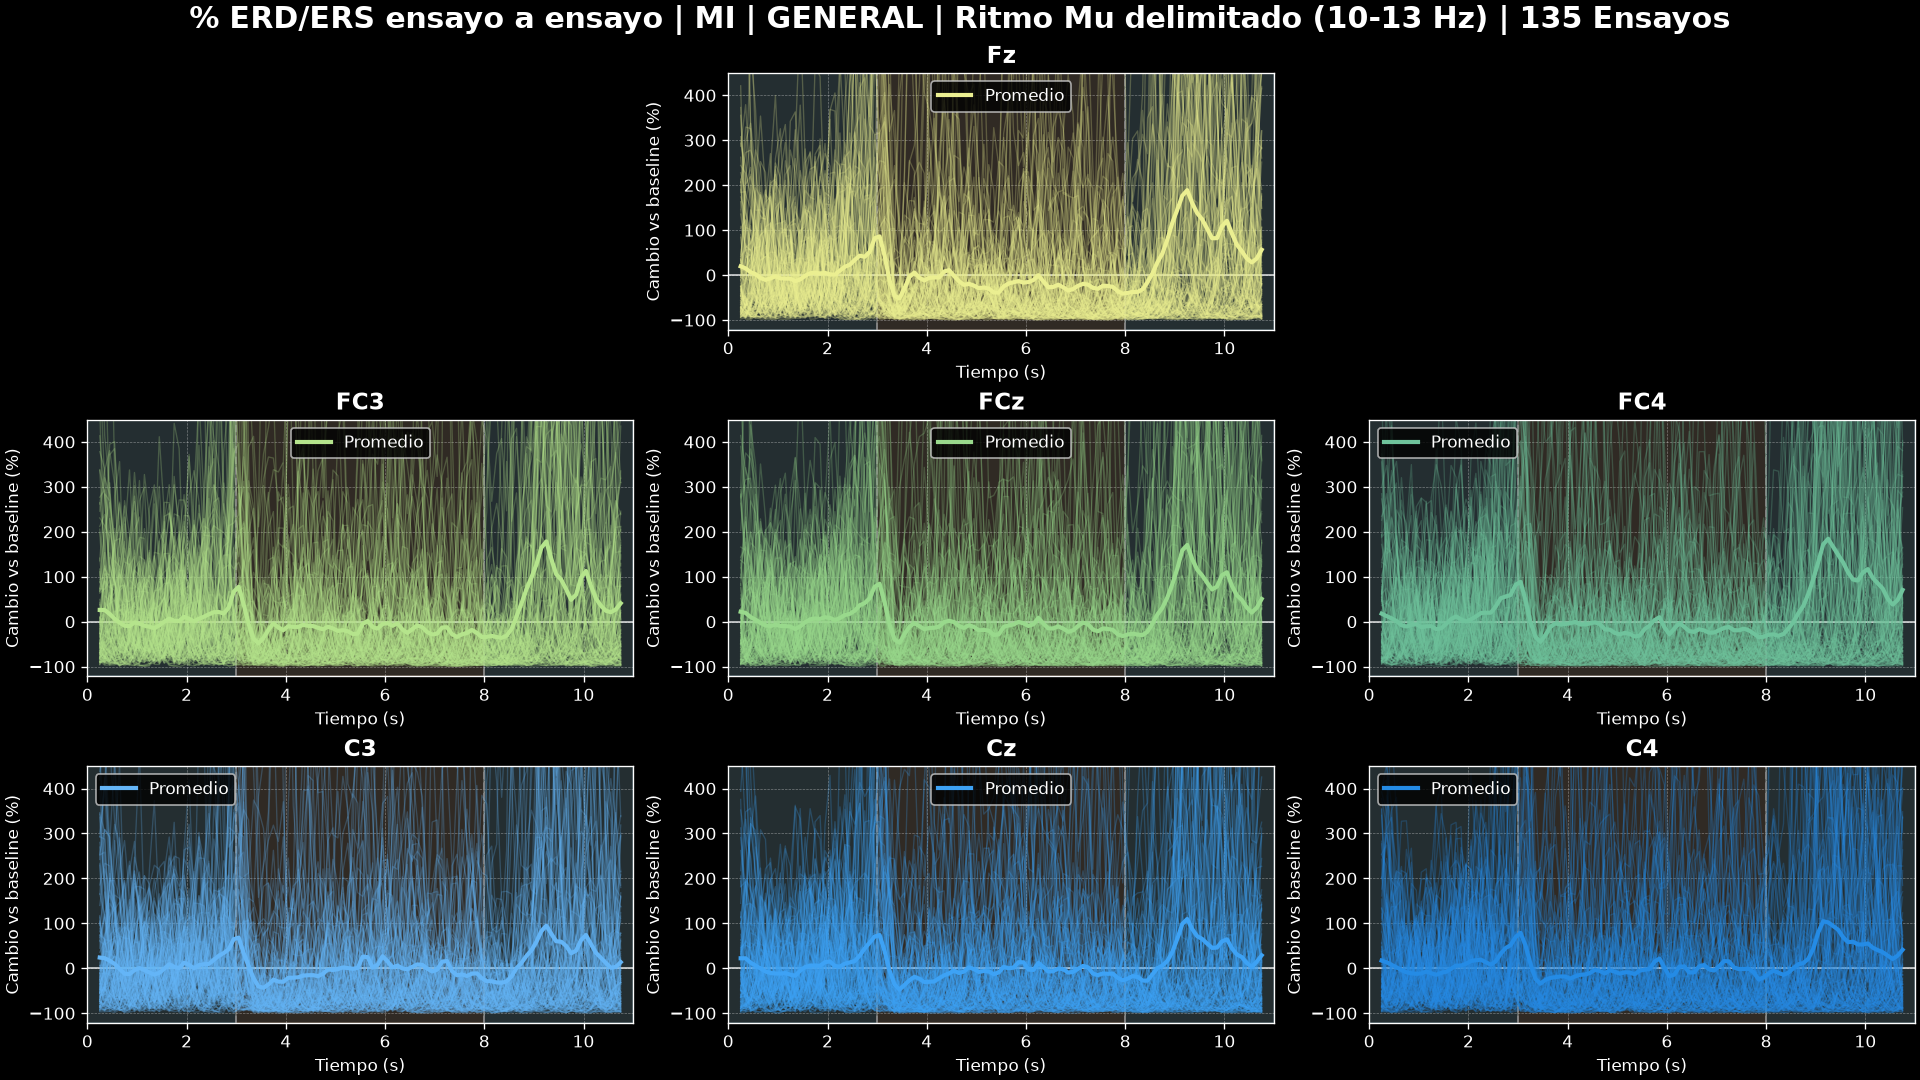 % ERD/ERS ensayo a ensayo | MI | GENERAL | Ritmo Mu delimitado (10-13 Hz) | 135 Ensayos
Fz
Cambio vs baseline (%)
400
300
200
100
0
−100
Promedio
0 2 4 6 8 10
Tiempo (s)
FC3
Cambio vs baseline (%)
400
300
200
100
0
−100
Promedio
0 2 4 6 8 10
Tiempo (s)
FCz
Cambio vs baseline (%)
400
300
200
100
0
−100
Promedio
0 2 4 6 8 10
Tiempo (s)
FC4
Cambio vs baseline (%)
400
300
200
100
0
−100
Promedio
0 2 4 6 8 10
Tiempo (s)
C3
Cambio vs baseline (%)
400
300
200
100
0
−100
Promedio
0 2 4 6 8 10
Tiempo (s)
Cz
Cambio vs baseline (%)
400
300
200
100
0
−100
Promedio
0 2 4 6 8 10
Tiempo (s)
C4
Cambio vs baseline (%)
400
300
200
100
0
−100
Promedio
0 2 4 6 8 10
Tiempo (s)